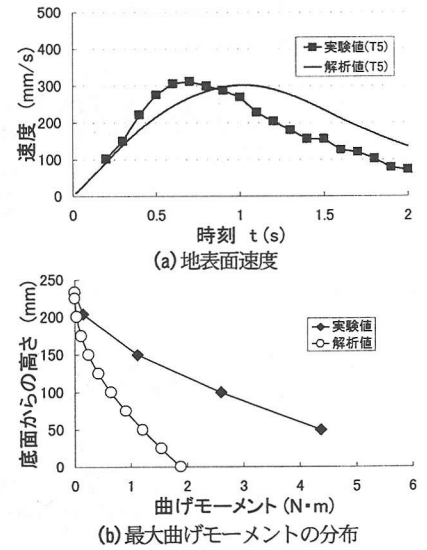 500
400
300
200
100
0
速度 (mm/s)
実験値(T5)
解析値(T5)
0
0.5
1
1.5
2
時刻 t(s)
(a)地表面速度
250
200
150
100
50
0
底面からの高さ (mm)
実験値
解析値
0
1
2
3
4
5
6
曲げモーメント(N・m)
(b)最大曲げモーメントの分布